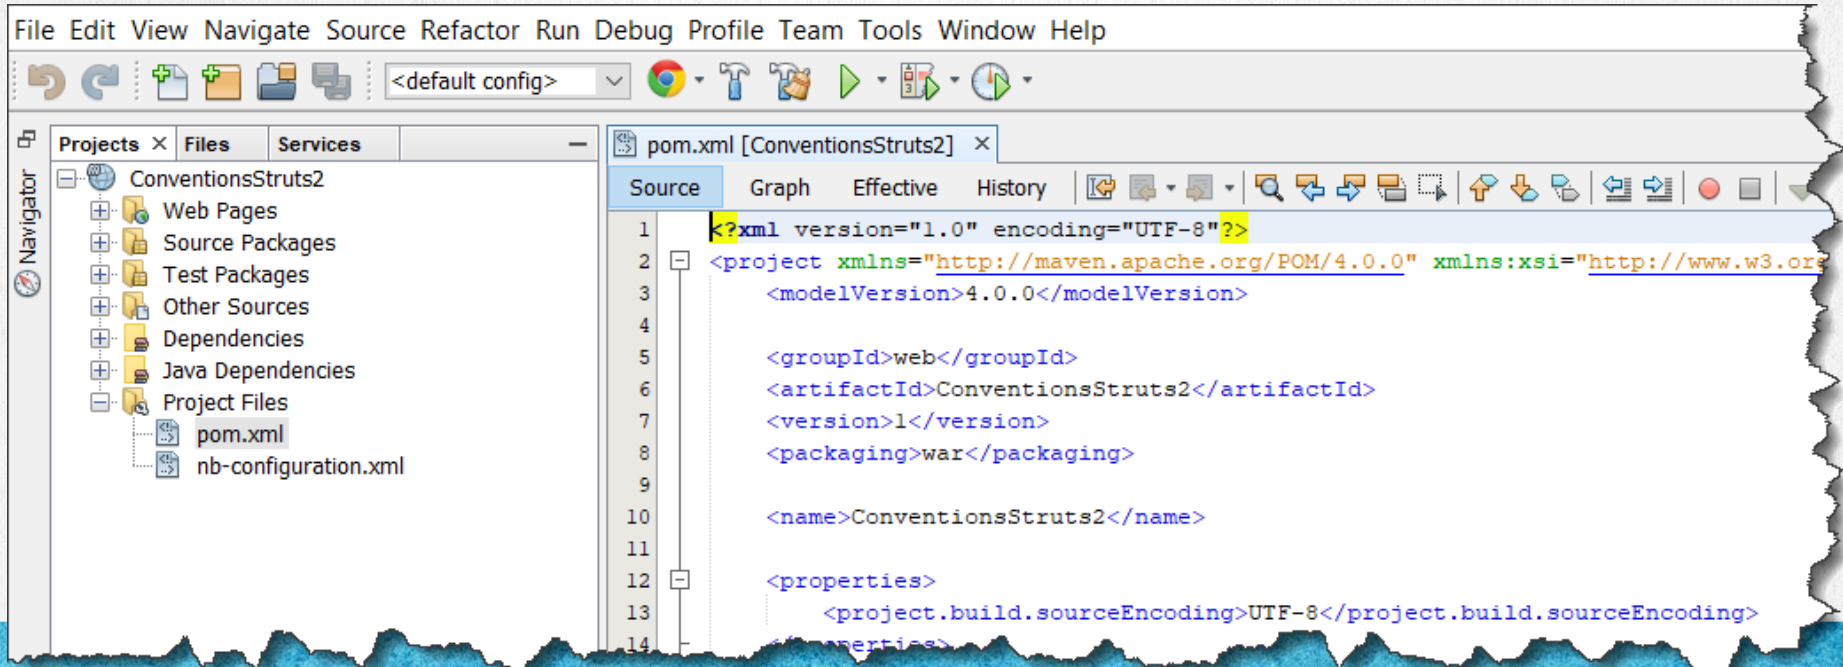 File Edit View Navigate Source Refactor Run Debug Profile Team Tools Window Help
<default config>
Projects Files Services
Navigator
ConventionsStruts2
Web Pages
Source Packages
Test Packages
Other Sources
Dependencies
Java Dependencies
Project Files
pom.xml
nb-configuration.xml
pom.xml [ConventionsStruts2]
Source Graph Effective History
1 <?xml version="1.0" encoding="UTF-8"?>
2 <project xmlns="http://maven.apache.org/POM/4.0.0" xmlns:xsi="http://www.w3.org
3 <modelVersion>4.0.0</modelVersion>
4
5 <groupId>web</groupId>
6 <artifactId>ConventionsStruts2</artifactId>
7 <version>1</version>
8 <packaging>war</packaging>
9
10 <name>ConventionsStruts2</name>
11
12 <properties>
13 <project.build.sourceEncoding>UTF-8</project.build.sourceEncoding>
14